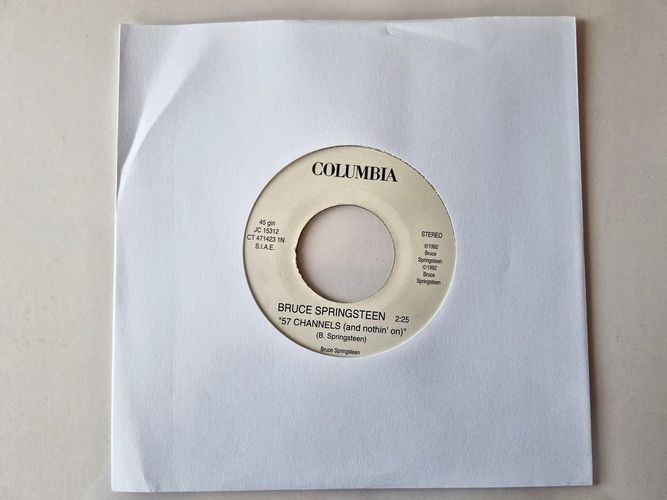 COLUMBIA
45 giri
JC 15312
CT 471423 1N
S.I.A.E.
STEREO
℗1992
Bruce
Springsteen
©1992
Bruce
Springsteen
BRUCE SPRINGSTEEN 2:25
"57 CHANNELS (and nothin' on)"
(B. Springsteen)
Bruce Springsteen